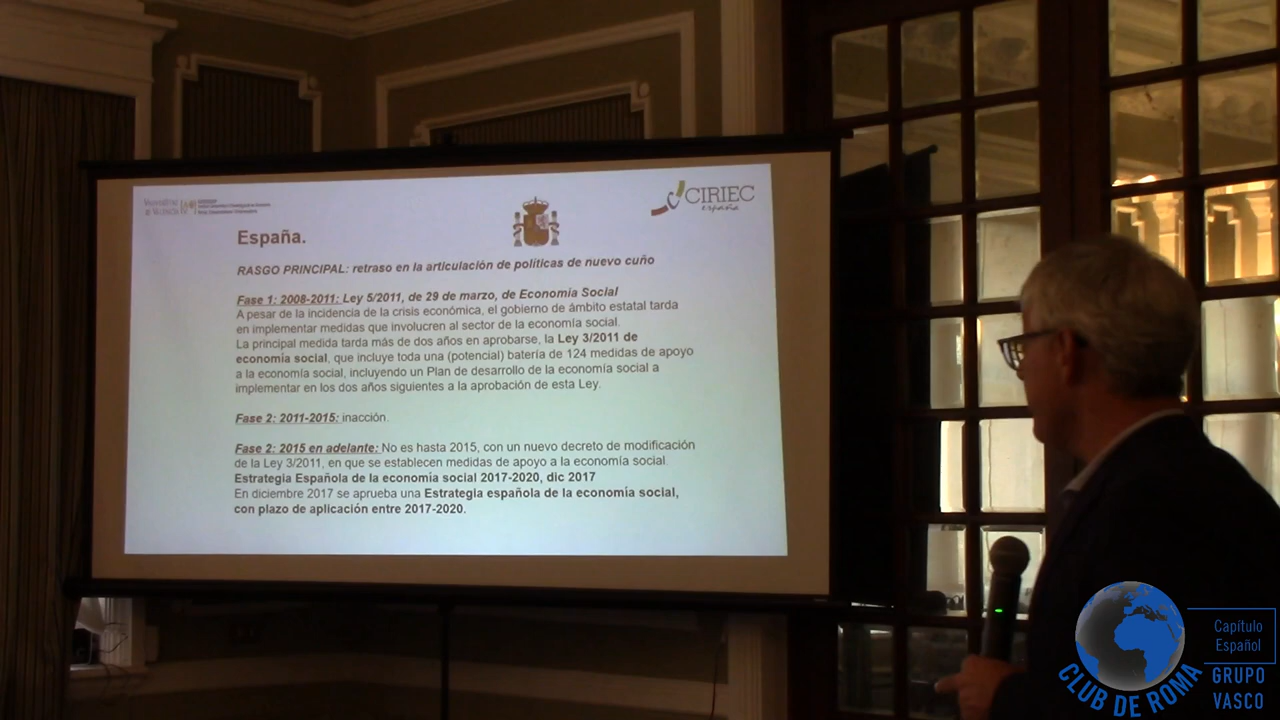 VNIVERSITAT
DE VALÈNCIA
CIRIEC
españa
España.
RASGO PRINCIPAL: retraso en la articulación de políticas de nuevo cuño
Fase 1: 2008-2011: Ley 5/2011, de 29 de marzo, de Economía Social
A pesar de la incidencia de la crisis económica, el gobierno de ámbito estatal tarda
en implementar medidas que involucren al sector de la economía social.
La principal medida tarda más de dos años en aprobarse, la Ley 3/2011 de
economía social, que incluye toda una (potencial) batería de 124 medidas de apoyo
a la economía social, incluyendo un Plan de desarrollo de la economía social a
implementar en los dos años siguientes a la aprobación de esta Ley.
Fase 2: 2011-2015: inacción.
Fase 2: 2015 en adelante: No es hasta 2015, con un nuevo decreto de modificación
de la Ley 3/2011, en que se establecen medidas de apoyo a la economía social.
Estrategia Española de la economía social 2017-2020, dic 2017
En diciembre 2017 se aprueba una Estrategia española de la economía social,
con plazo de aplicación entre 2017-2020.
CLUB DE ROMA
Capítulo
Español
GRUPO
VASCO